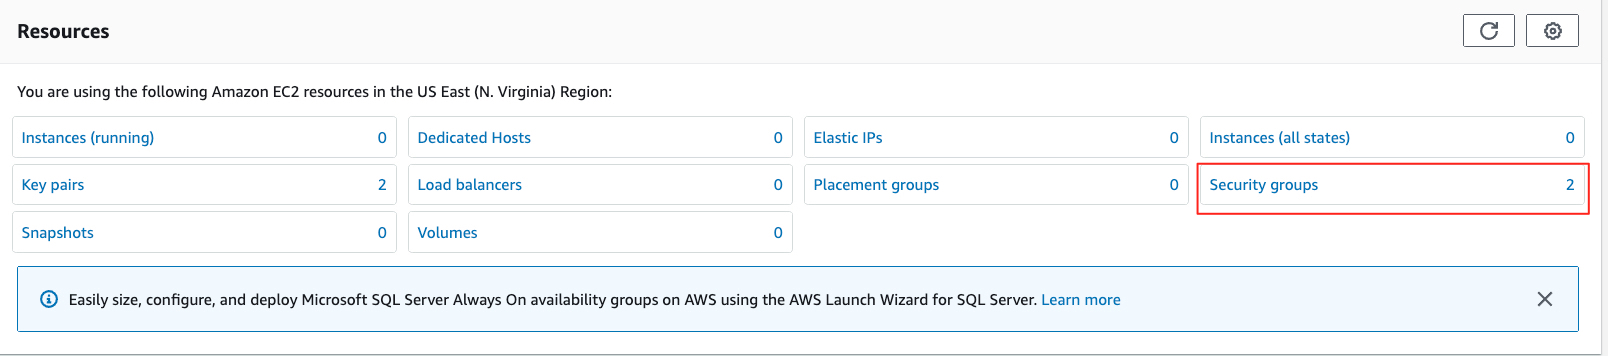 Resources
You are using the following Amazon EC2 resources in the US East (N. Virginia) Region:
Instances (running) 0
Dedicated Hosts 0
Elastic IPs 0
Instances (all states) 0
Key pairs 2
Load balancers 0
Placement groups 0
Security groups 2
Snapshots 0
Volumes 0
Easily size, configure, and deploy Microsoft SQL Server Always On availability groups on AWS using the AWS Launch Wizard for SQL Server. Learn more